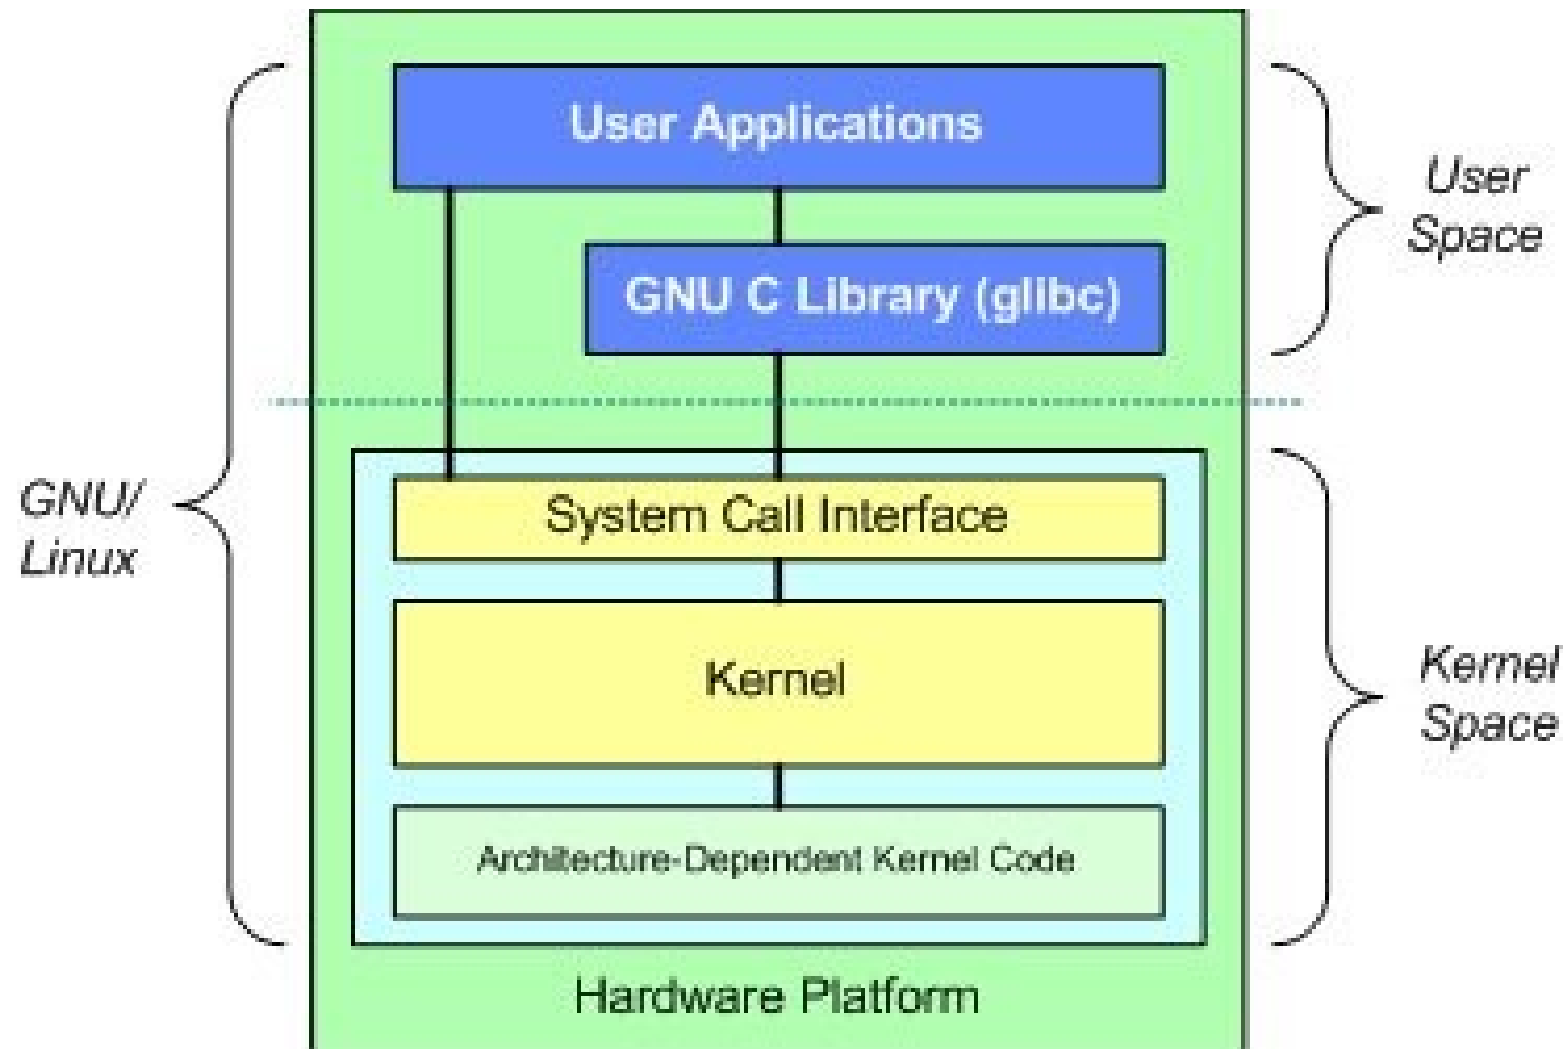 User Applications
User
Space
GNU C Library (glibc)
GNU/
Linux
System Call Interface
Kernel
Kernel
Space
Architecture-Dependent Kernel Code
Hardware Platform